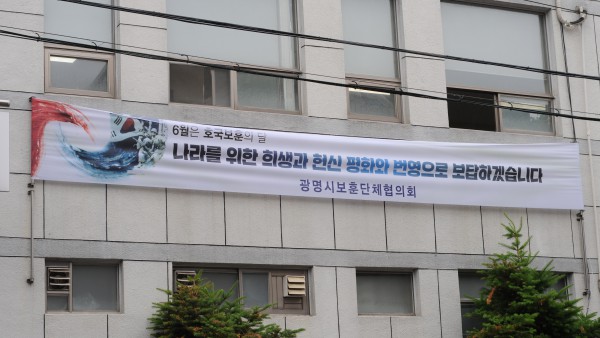 6월은 호국보훈의 달
나라를 위한 희생과 헌신 평화와 번영으로 보답하겠습니다
광명시보훈단체협의회